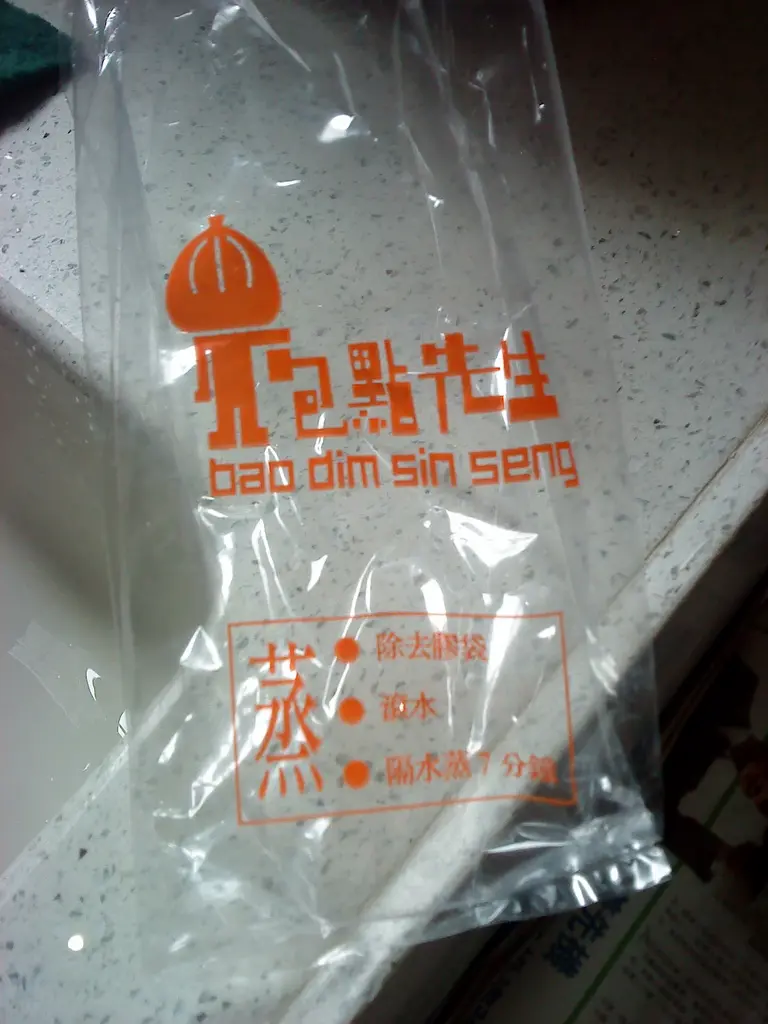 包點先生
bao dim sin seng
蒸
除去膠袋
滾水
隔水蒸 7 分鐘